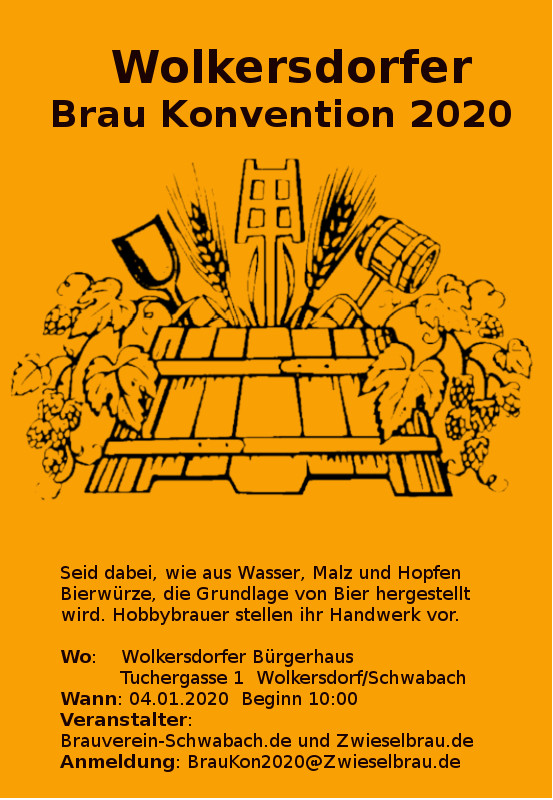 Wolkersdorfer
Brau Konvention 2020
Seid dabei, wie aus Wasser, Malz und Hopfen
Bierwürze, die Grundlage von Bier hergestellt
wird. Hobbybrauer stellen ihr Handwerk vor.
Wo: Wolkersdorfer Bürgerhaus
Tuchergasse 1 Wolkersdorf/Schwabach
Wann: 04.01.2020 Beginn 10:00
Veranstalter:
Brauverein-Schwabach.de und Zwieselbrau.de
Anmeldung: BrauKon2020@Zwieselbrau.de